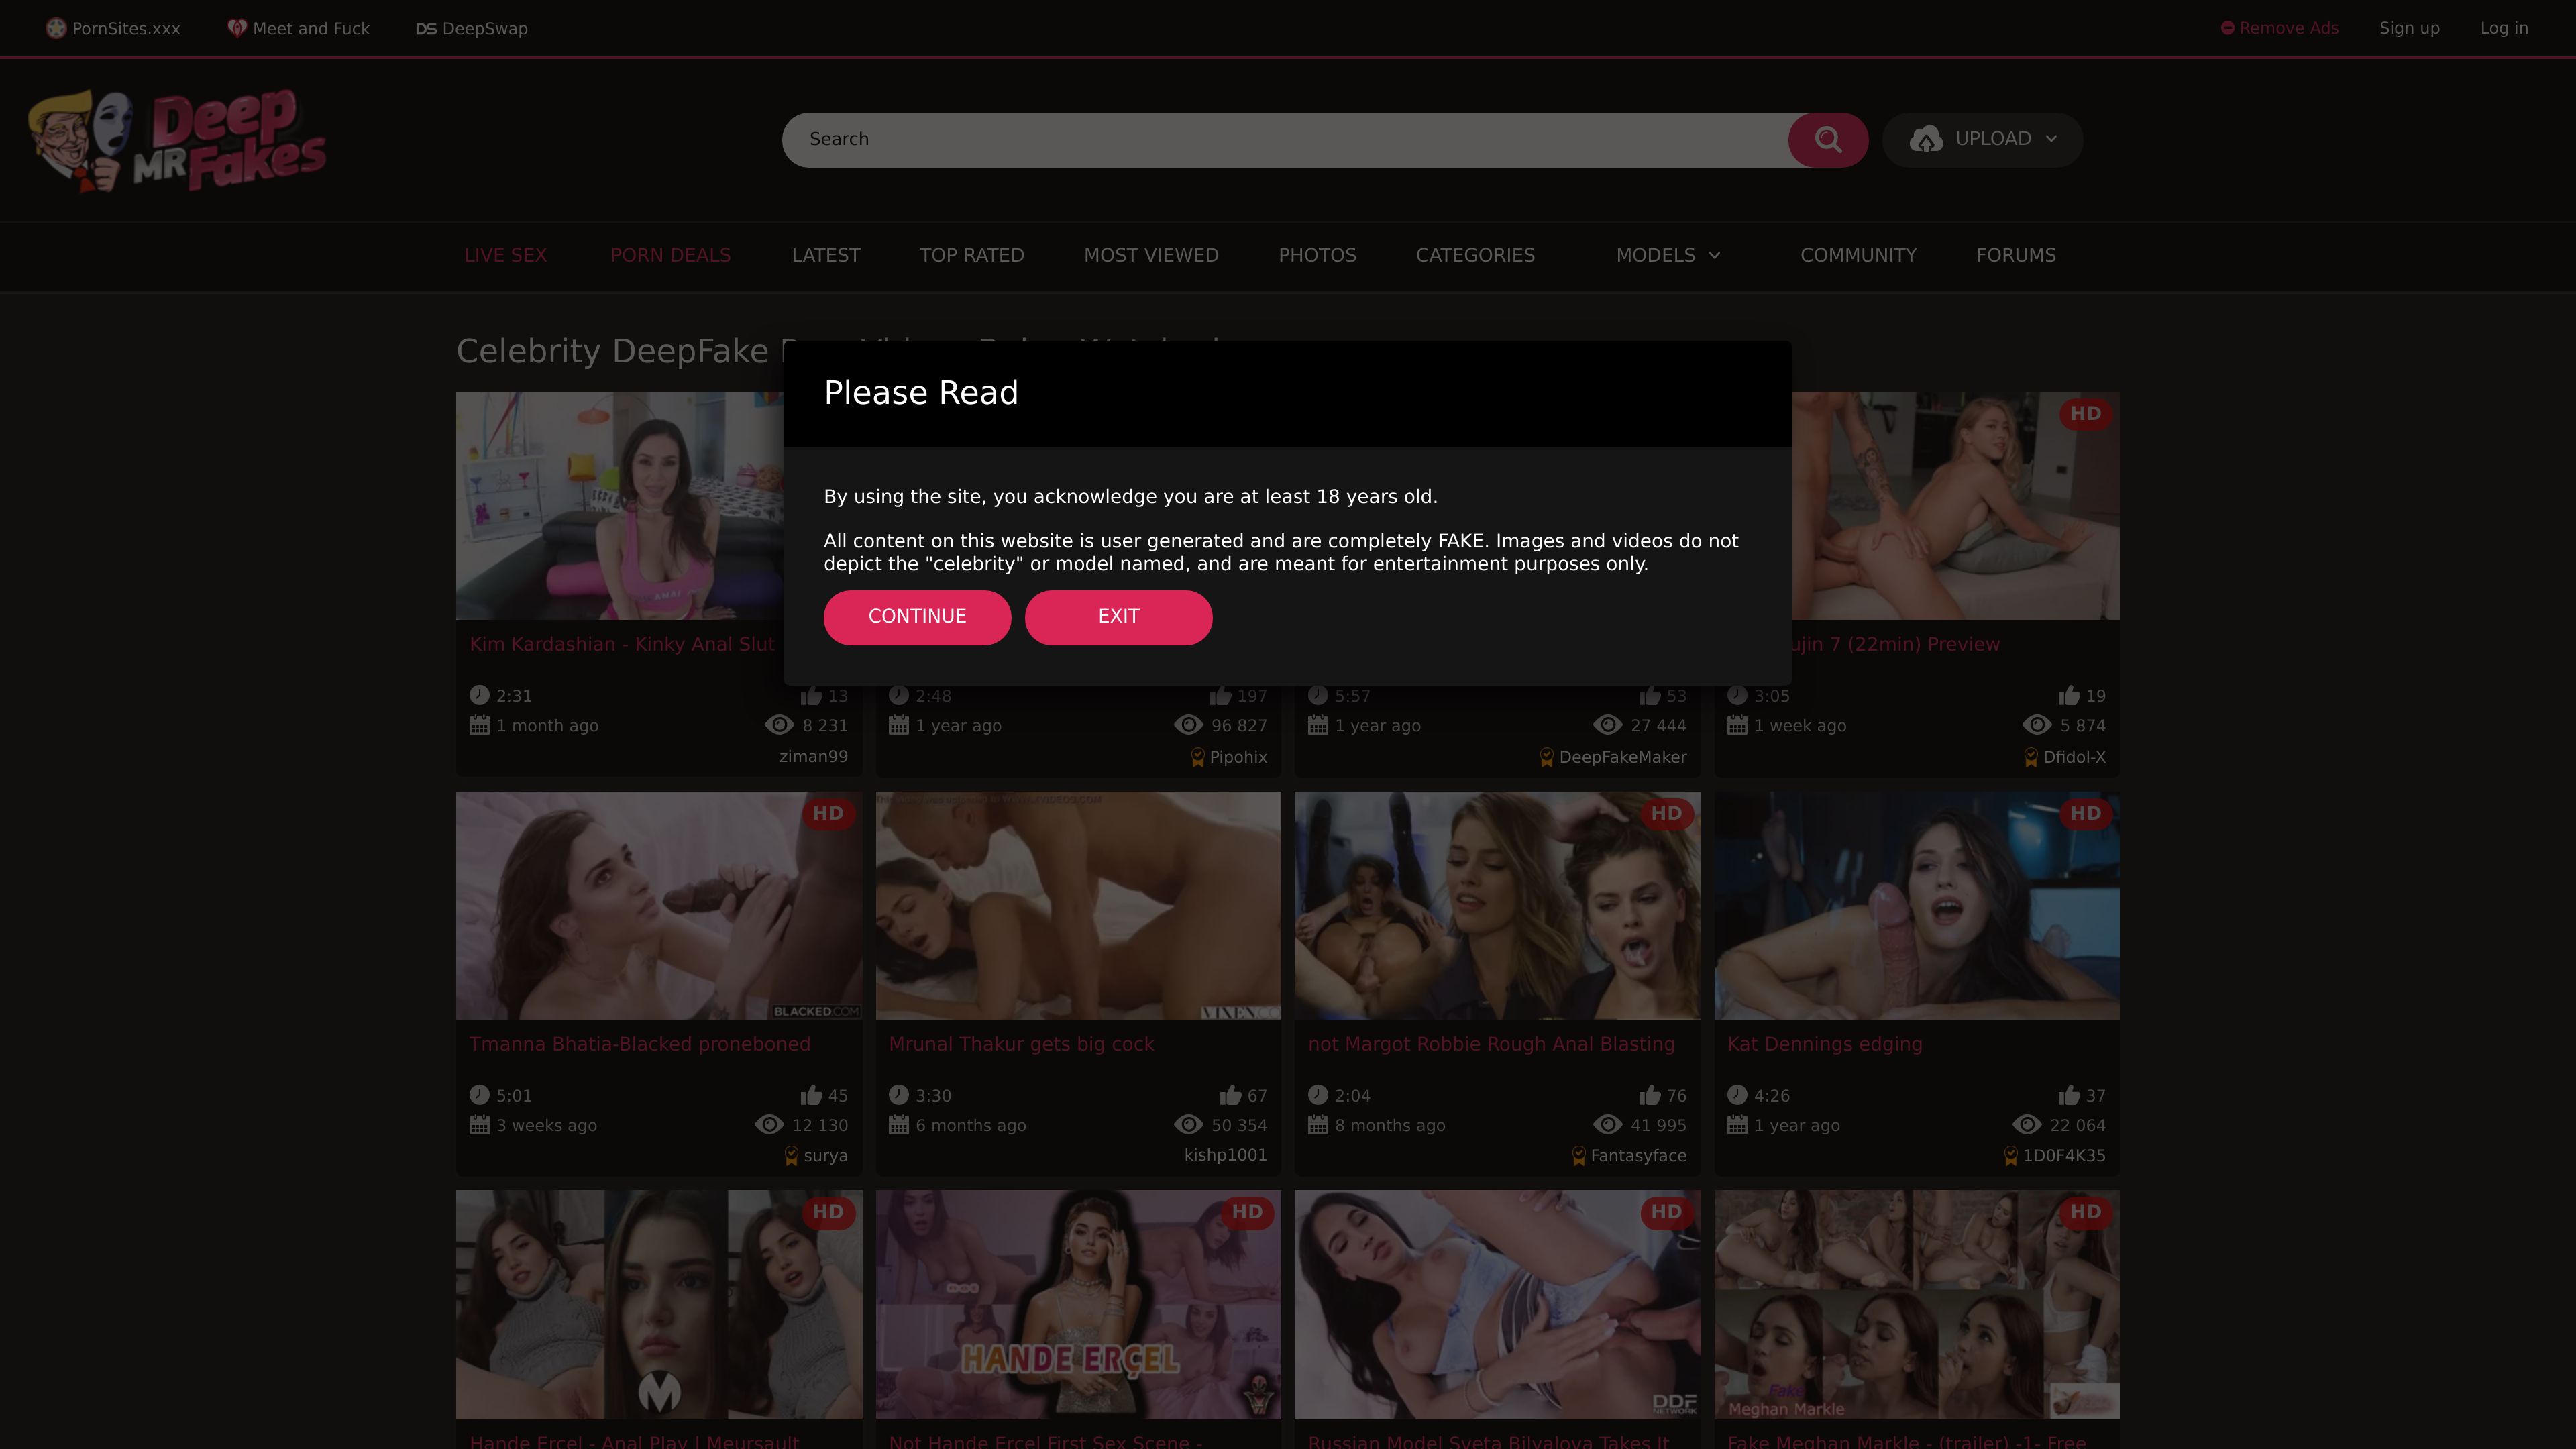 PornSites.xxx
Meet and Fuck
DS DeepSwap
Remove Ads
Sign up
Log in
Deep
MR Fakes
Search
UPLOAD
LIVE SEX
PORN DEALS
LATEST
TOP RATED
MOST VIEWED
PHOTOS
CATEGORIES
MODELS
COMMUNITY
FORUMS
Celebrity DeepFake
Please Read
By using the site, you acknowledge you are at least 18 years old.
All content on this website is user generated and are completely FAKE. Images and videos do not
depict the "celebrity" or model named, and are meant for entertainment purposes only.
CONTINUE
EXIT
HD
Kim Kardashian - Kinky Anal Slut
2:31
13
1 month ago
8 231
ziman99
2:48
197
1 year ago
96 827
Pipohix
5:57
53
1 year ago
27 444
DeepFakeMaker
ujin 7 (22min) Preview
3:05
19
1 week ago
5 874
Dfidol-X
HD
BLACKED.COM
Tmanna Bhatia-Blacked proneboned
5:01
45
3 weeks ago
12 130
surya
Mrunal Thakur gets big cock
3:30
67
6 months ago
50 354
kishp1001
HD
not Margot Robbie Rough Anal Blasting
2:04
76
8 months ago
41 995
Fantasyface
HD
Kat Dennings edging
4:26
37
1 year ago
22 064
1D0F4K35
HD
M
Hande Ercel - Anal Play | Meursault
HD
HANDE ERÇEL
Not Hande Ercel First Sex Scene -
HD
DDF
NETWORK
Russian Model Sveta Bilyalova Takes It
HD
Fake
Meghan Markle
Fake Meghan Markle - (trailer) -1- Free